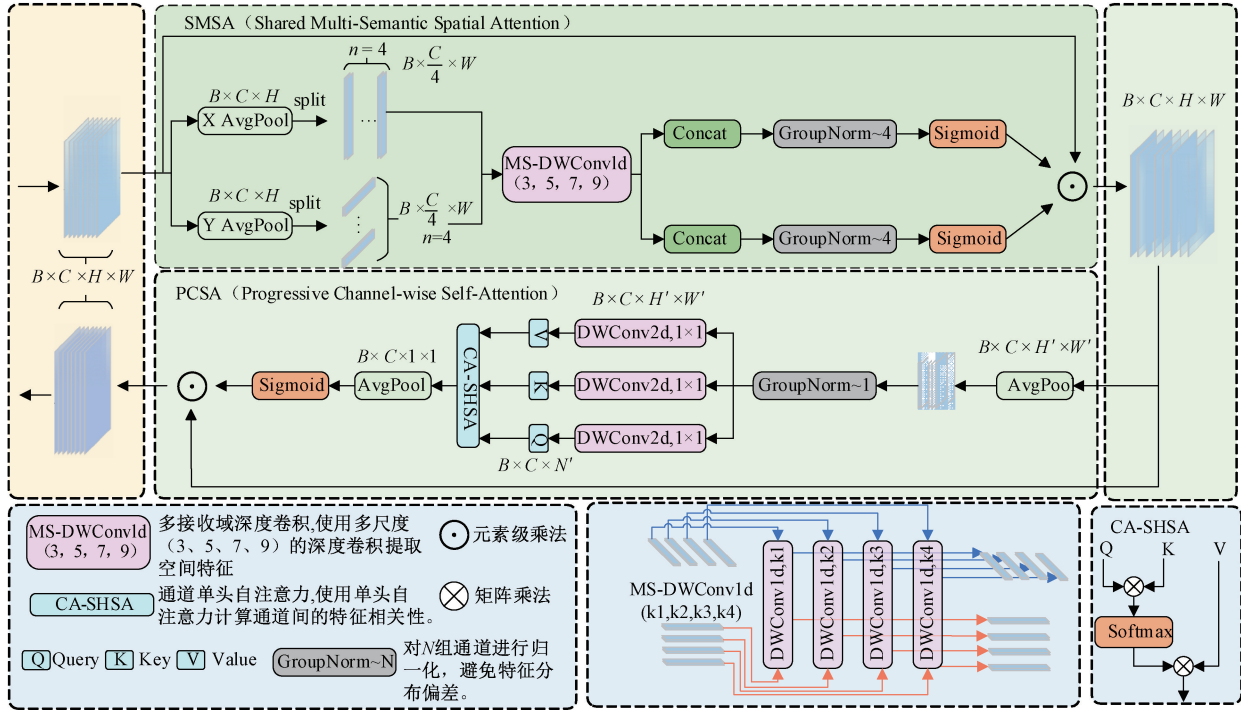 SMSA（Shared Multi-Semantic Spatial Attention）
n = 4
B × C/4 × W
B × C × H
split
X AvgPool
...
B × C × H
split
Y AvgPool
B × C/4 × W
n=4
MS-DWConv1d
（3，5，7，9）
Concat
GroupNorm~4
Sigmoid
Concat
GroupNorm~4
Sigmoid
B × C × H × W
B × C × H × W
PCSA（Progressive Channel-wise Self-Attention）
B × C × H' × W'
V
DWConv2d,1×1
B × C × 1 × 1
Sigmoid
AvgPool
CA-SHSA
K
DWConv2d,1×1
GroupNorm~1
B × C × H' × W'
AvgPoo
Q
DWConv2d,1×1
B × C × N'
MS-DWConv1d
（3，5，7，9）
多接收域深度卷积,使用多尺度
（3、5、7、9）的深度卷积提取
空间特征
元素级乘法
CA-SHSA
通道单头自注意力,使用单头自
注意力计算通道间的特征相关性。
矩阵乘法
Q Query K Key V Value
GroupNorm~N
对N组通道进行归
一化，避免特征分
布偏差。
MS-DWConv1d
(k1,k2,k3,k4)
DWConv1d,k1
DWConv1d,k2
DWConv1d,k3
DWConv1d,k4
CA-SHSA
Q K V
Softmax